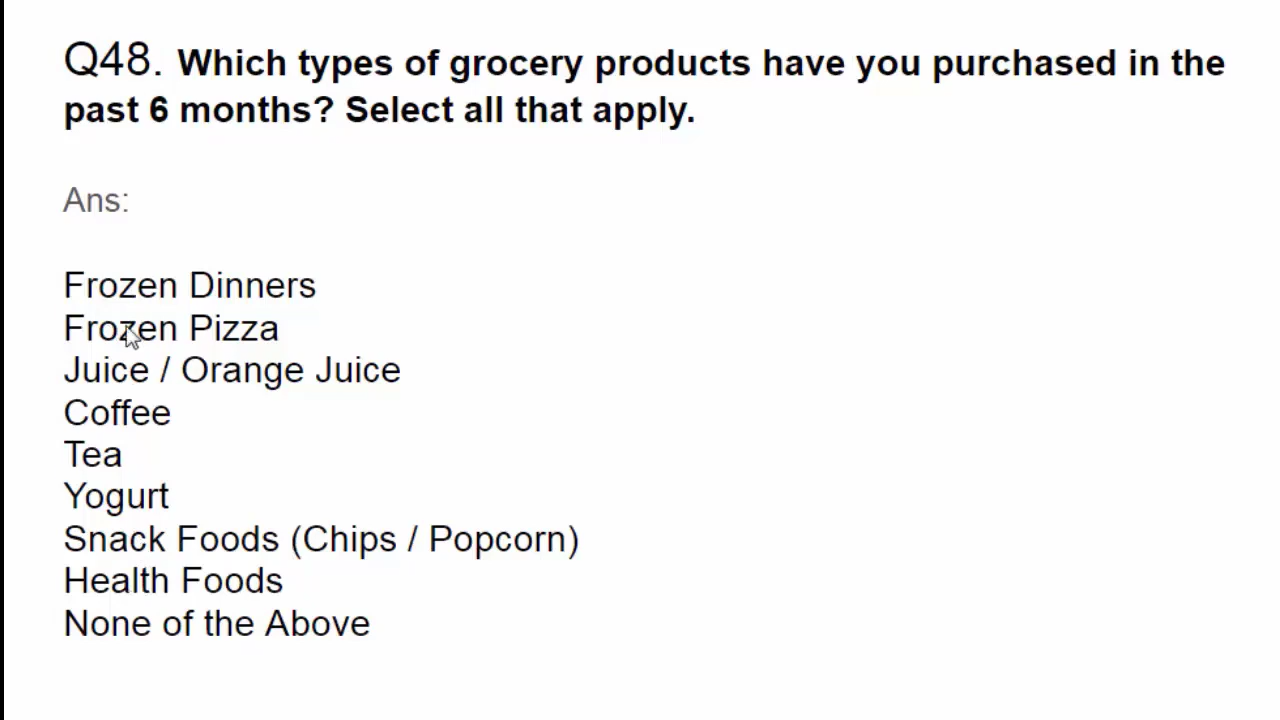 Q48. Which types of grocery products have you purchased in the
past 6 months? Select all that apply.
Ans:
Frozen Dinners
Frozen Pizza
Juice / Orange Juice
Coffee
Tea
Yogurt
Snack Foods (Chips / Popcorn)
Health Foods
None of the Above